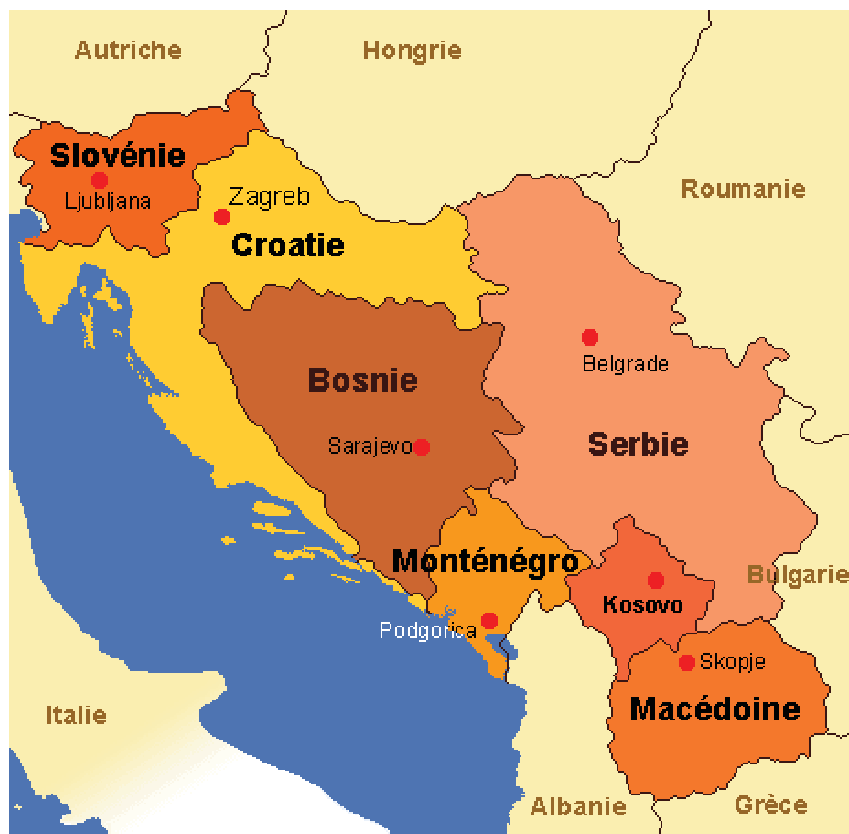 Autriche
Hongrie
Slovénie
Ljubljana
Roumanie
Zagreb
Croatie
Belgrade
Bosnie
Sarajevo
Serbie
Monténégro
Bulgarie
Kosovo
Podgorica
Skopje
Macédoine
Italie
Albanie
Grèce